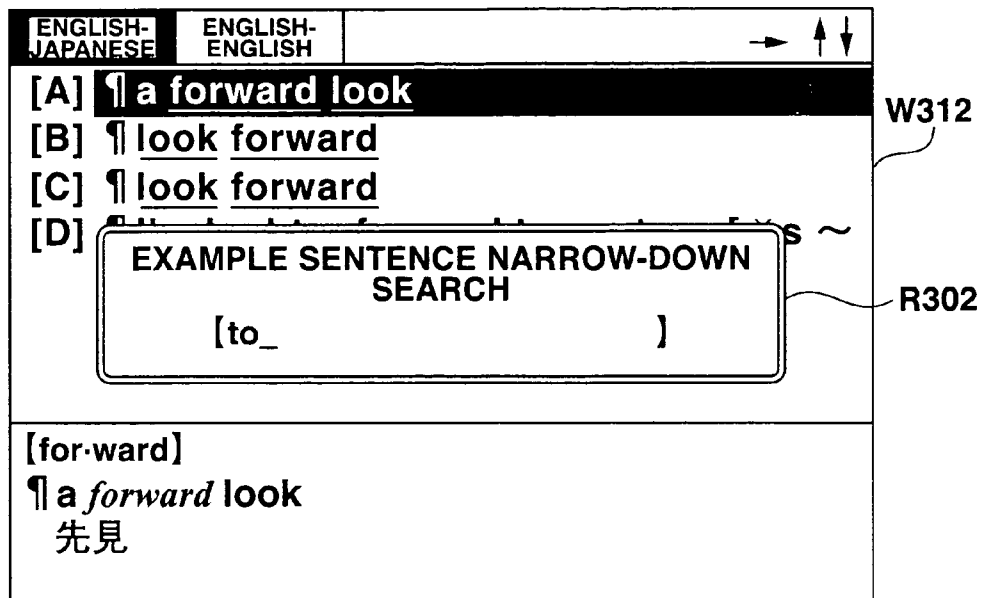 ENGLISH-
JAPANESE
ENGLISH-
ENGLISH
→ ↑ ↓
[A] ¶ a forward look
W312
[B] ¶ look forward
[C] ¶ look forward
[D] s ～
EXAMPLE SENTENCE NARROW-DOWN
SEARCH
R302
【to_ 】
【for·ward】
¶ a forward look
先見